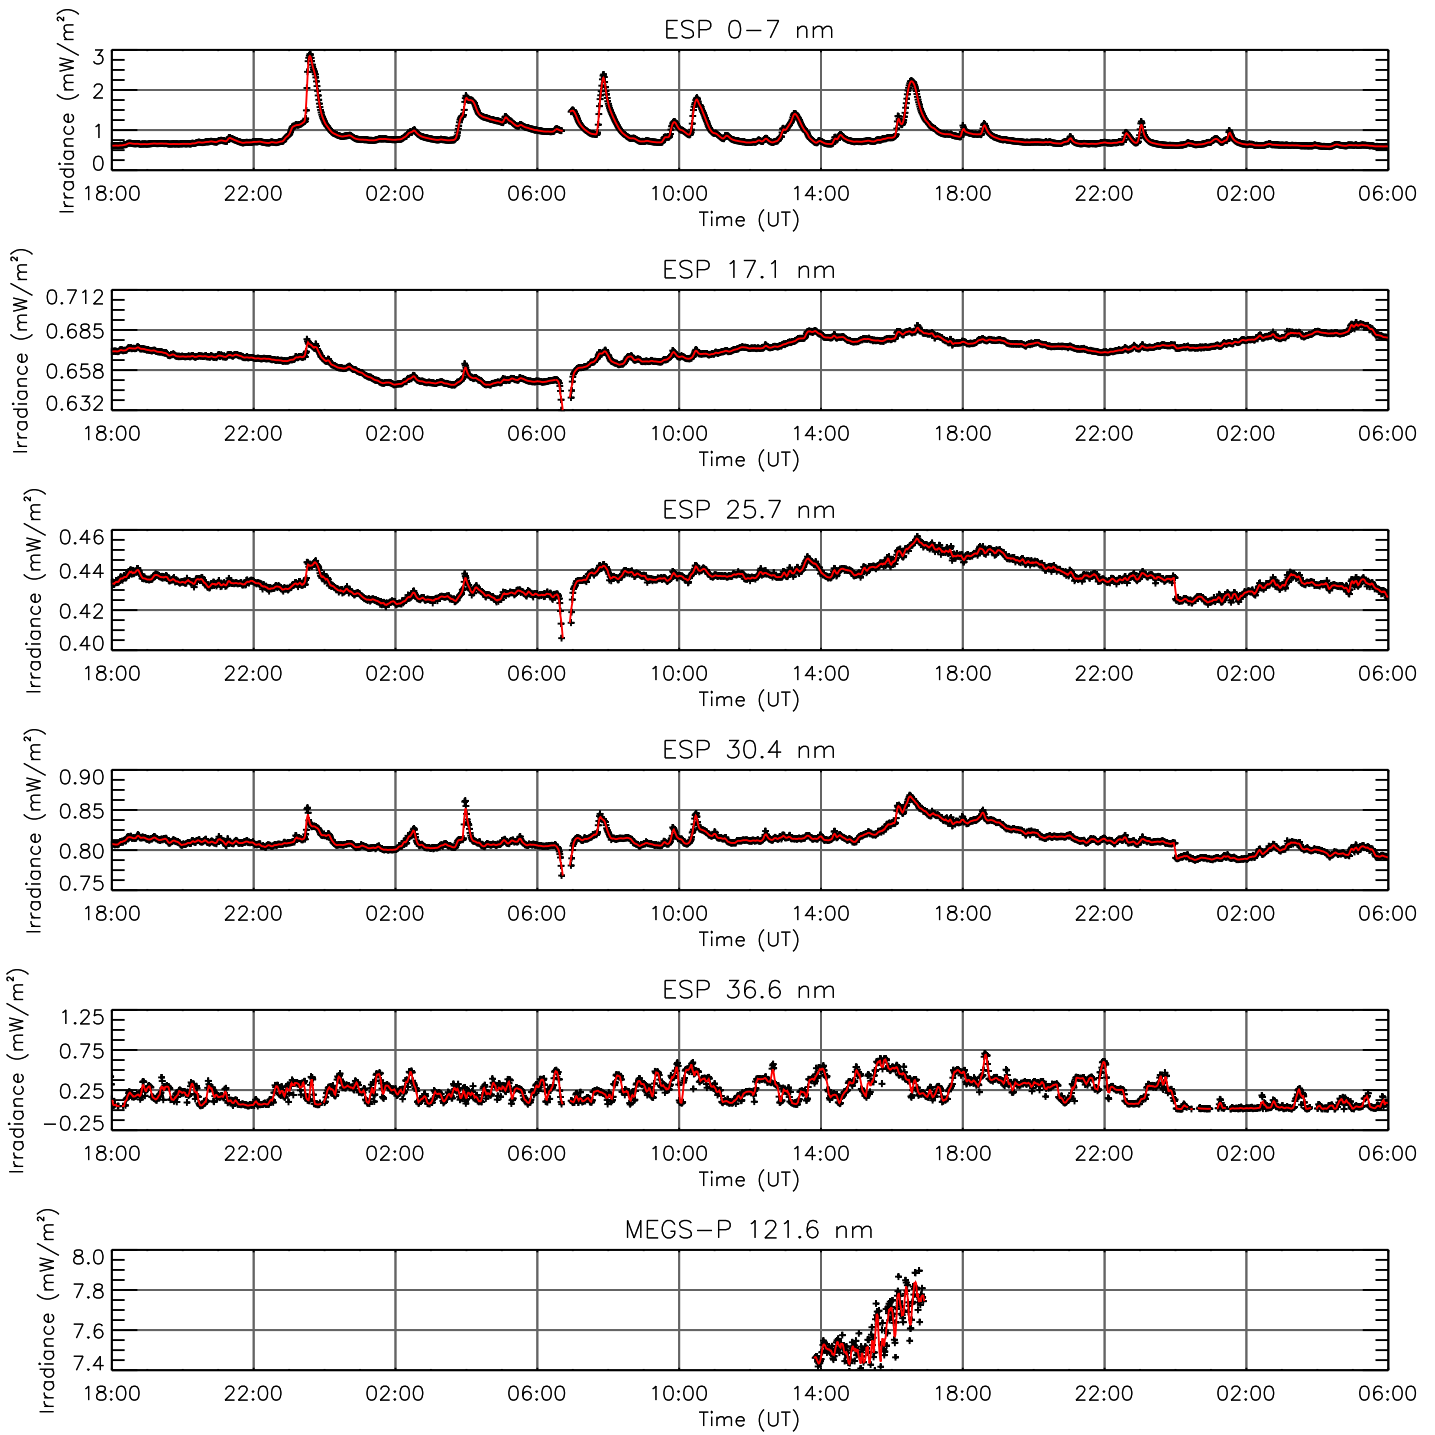 ESP 0-7 nm
Irradiance (mW/m²)
3
2
1
0
18:00 22:00 02:00 06:00 10:00 14:00 18:00 22:00 02:00 06:00
Time (UT)
ESP 17.1 nm
Irradiance (mW/m²)
0.712
0.685
0.658
0.632
18:00 22:00 02:00 06:00 10:00 14:00 18:00 22:00 02:00 06:00
Time (UT)
ESP 25.7 nm
Irradiance (mW/m²)
0.46
0.44
0.42
0.40
18:00 22:00 02:00 06:00 10:00 14:00 18:00 22:00 02:00 06:00
Time (UT)
ESP 30.4 nm
Irradiance (mW/m²)
0.90
0.85
0.80
0.75
18:00 22:00 02:00 06:00 10:00 14:00 18:00 22:00 02:00 06:00
Time (UT)
ESP 36.6 nm
Irradiance (mW/m²)
1.25
0.75
0.25
-0.25
18:00 22:00 02:00 06:00 10:00 14:00 18:00 22:00 02:00 06:00
Time (UT)
MEGS-P 121.6 nm
Irradiance (mW/m²)
8.0
7.8
7.6
7.4
18:00 22:00 02:00 06:00 10:00 14:00 18:00 22:00 02:00 06:00
Time (UT)